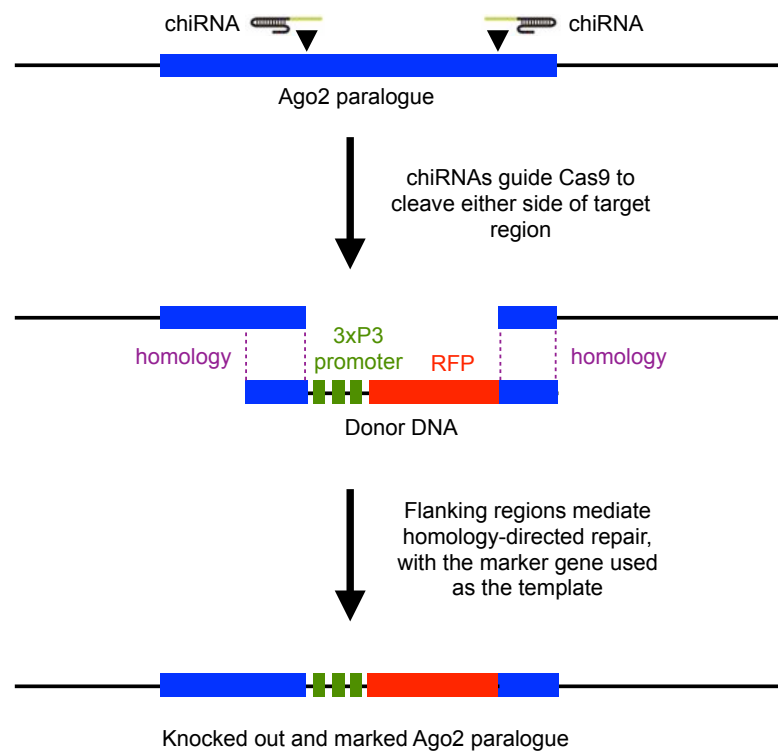 chiRNA
chiRNA
Ago2 paralogue
chiRNAs guide Cas9 to
cleave either side of target
region
3xP3
promoter
homology
RFP
homology
Donor DNA
Flanking regions mediate
homology-directed repair,
with the marker gene used
as the template
Knocked out and marked Ago2 paralogue